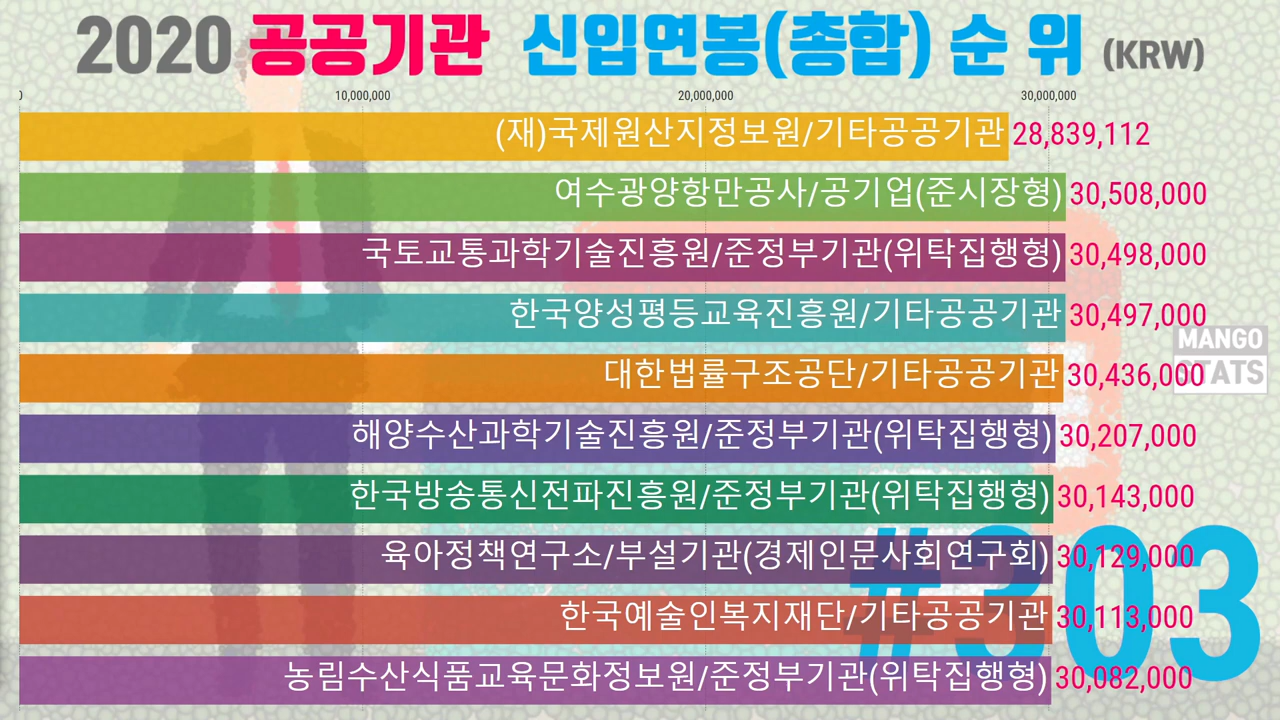 2020 공공기관 신입연봉(총합) 순 위 (KRW)
0 10,000,000 20,000,000 30,000,000
(재)국제원산지정보원/기타공공기관 28,839,112
여수광양항만공사/공기업(준시장형) 30,508,000
국토교통과학기술진흥원/준정부기관(위탁집행형) 30,498,000
한국양성평등교육진흥원/기타공공기관 30,497,000
MANGO
STATS
대한법률구조공단/기타공공기관 30,436,000
해양수산과학기술진흥원/준정부기관(위탁집행형) 30,207,000
한국방송통신전파진흥원/준정부기관(위탁집행형) 30,143,000
육아정책연구소/부설기관(경제인문사회연구회) 30,129,000
#303
한국예술인복지재단/기타공공기관 30,113,000
농림수산식품교육문화정보원/준정부기관(위탁집행형) 30,082,000